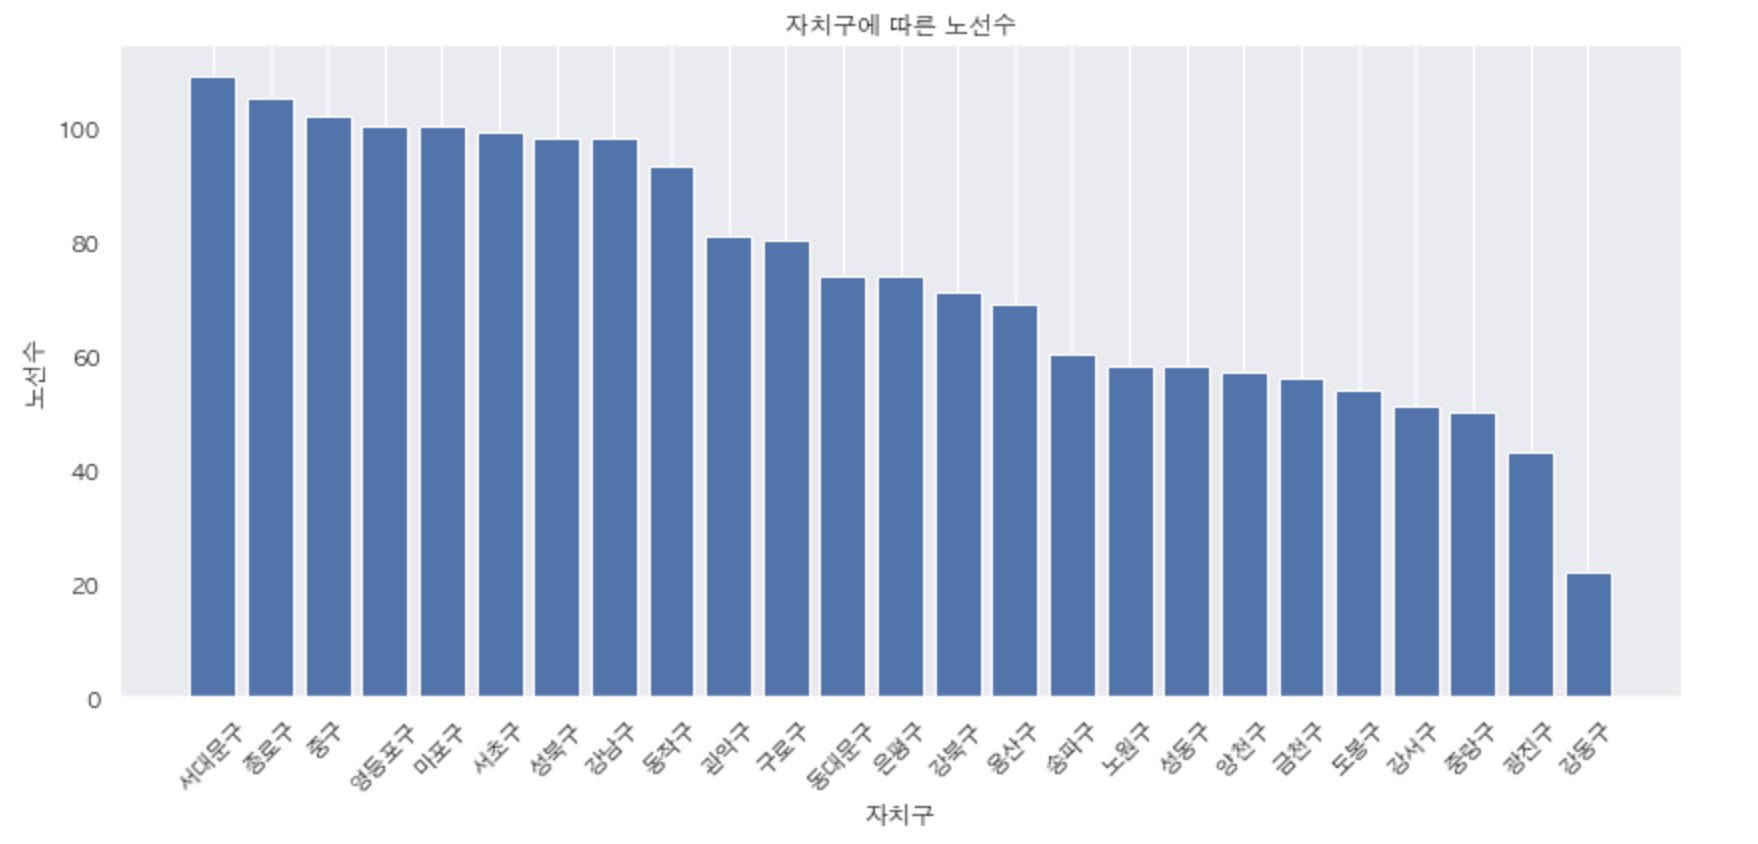 자치구에 따른 노선수
노선수
100
80
60
40
20
0
서대문구
종로구
중구
영등포구
마포구
서초구
성북구
강남구
동작구
관악구
구로구
동대문구
은평구
강북구
용산구
송파구
노원구
성동구
양천구
금천구
도봉구
강서구
중랑구
광진구
강동구
자치구